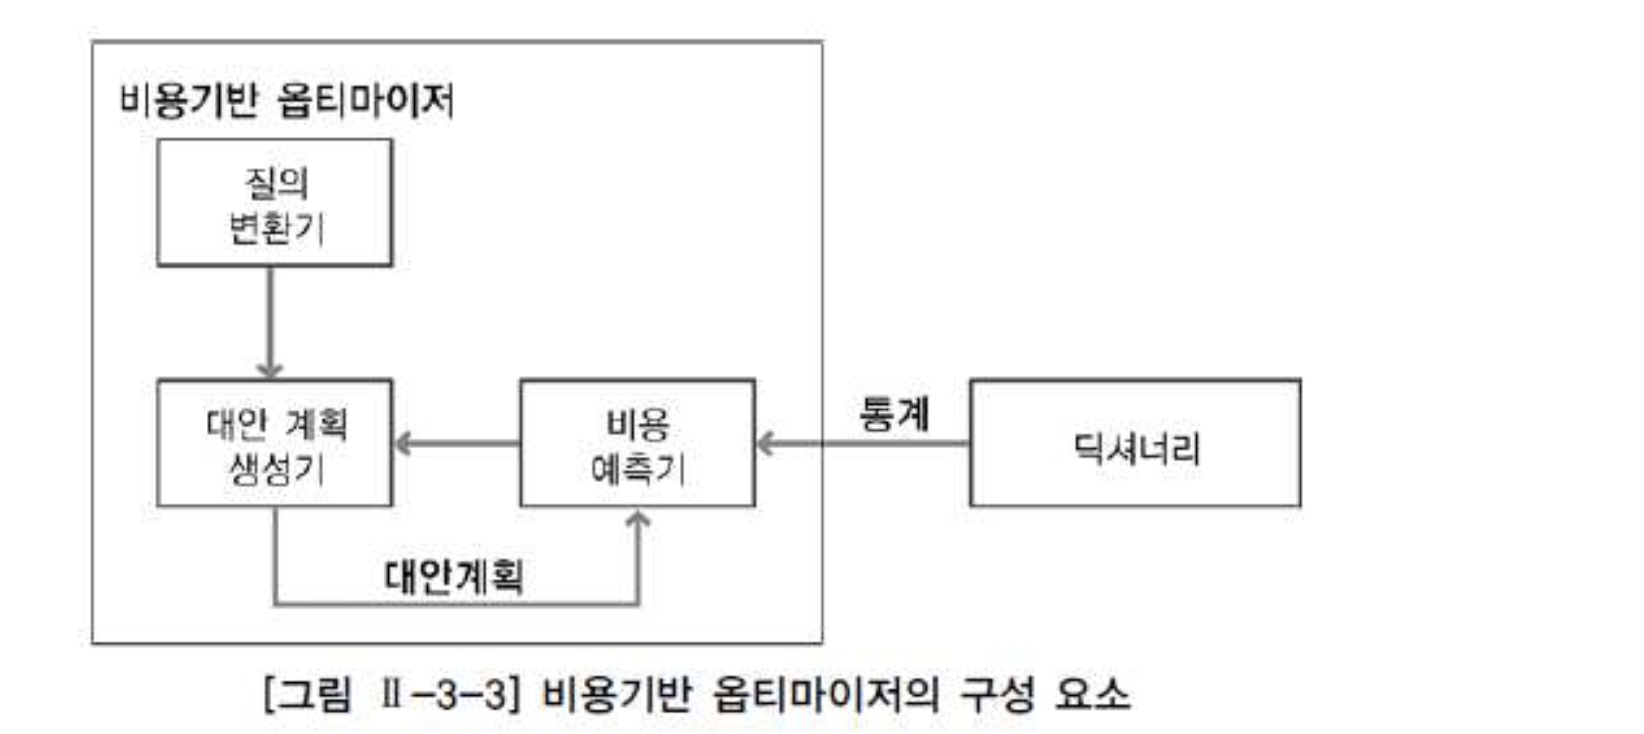 비용기반 옵티마이저
질의
변환기
대안 계획
생성기
비용
예측기
통계
딕셔너리
대안계획
[그림 Ⅱ-3-3] 비용기반 옵티마이저의 구성 요소